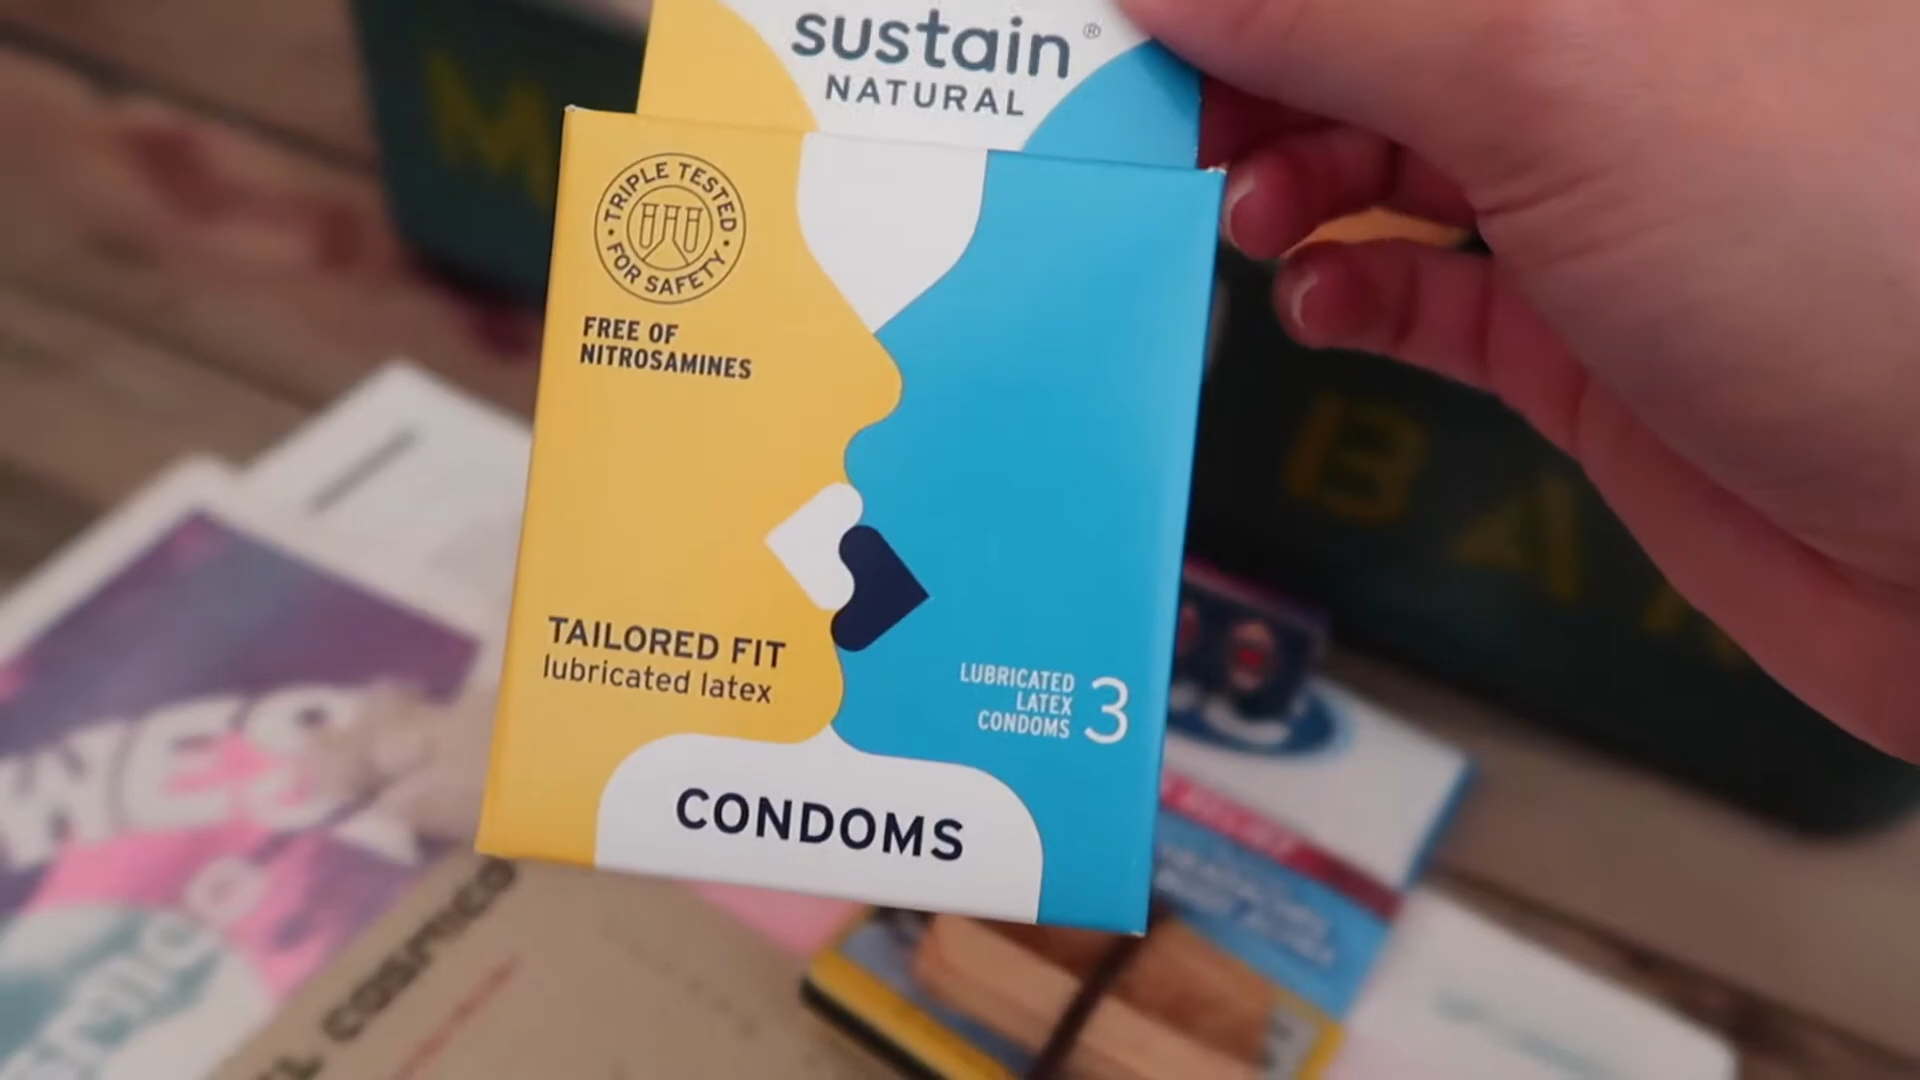 sustain®
NATURAL
TRIPLE TESTED
FOR SAFETY
FREE OF
NITROSAMINES
TAILORED FIT
lubricated latex
LUBRICATED
LATEX
CONDOMS
3
CONDOMS